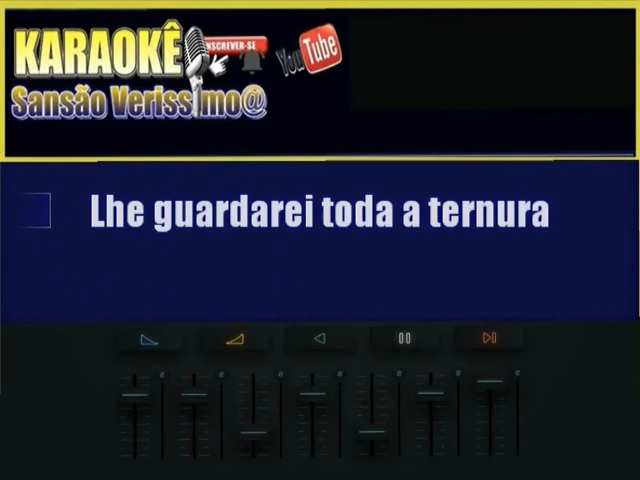 KARAOKÊ
INSCREVER-SE
YouTube
Sansão Verissimo@
Lhe guardarei toda a ternura